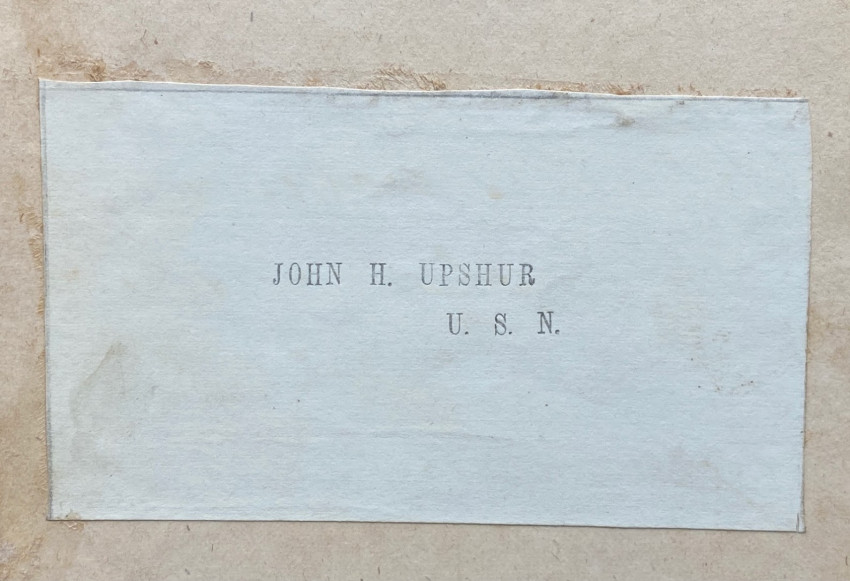 JOHN H. UPSHUR
U. S. N.